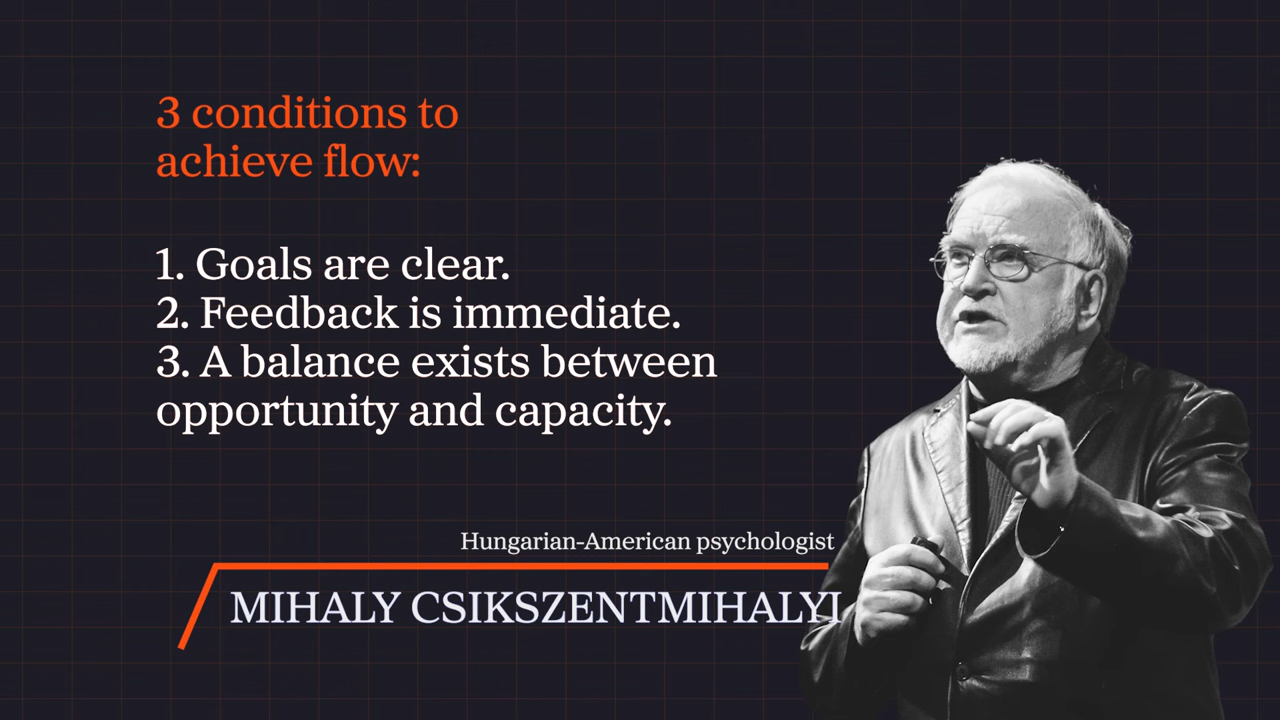 3 conditions to
achieve flow:
1. Goals are clear.
2. Feedback is immediate.
3. A balance exists between
opportunity and capacity.
Hungarian-American psychologist
MIHALY CSIKSZENTMIHALYI